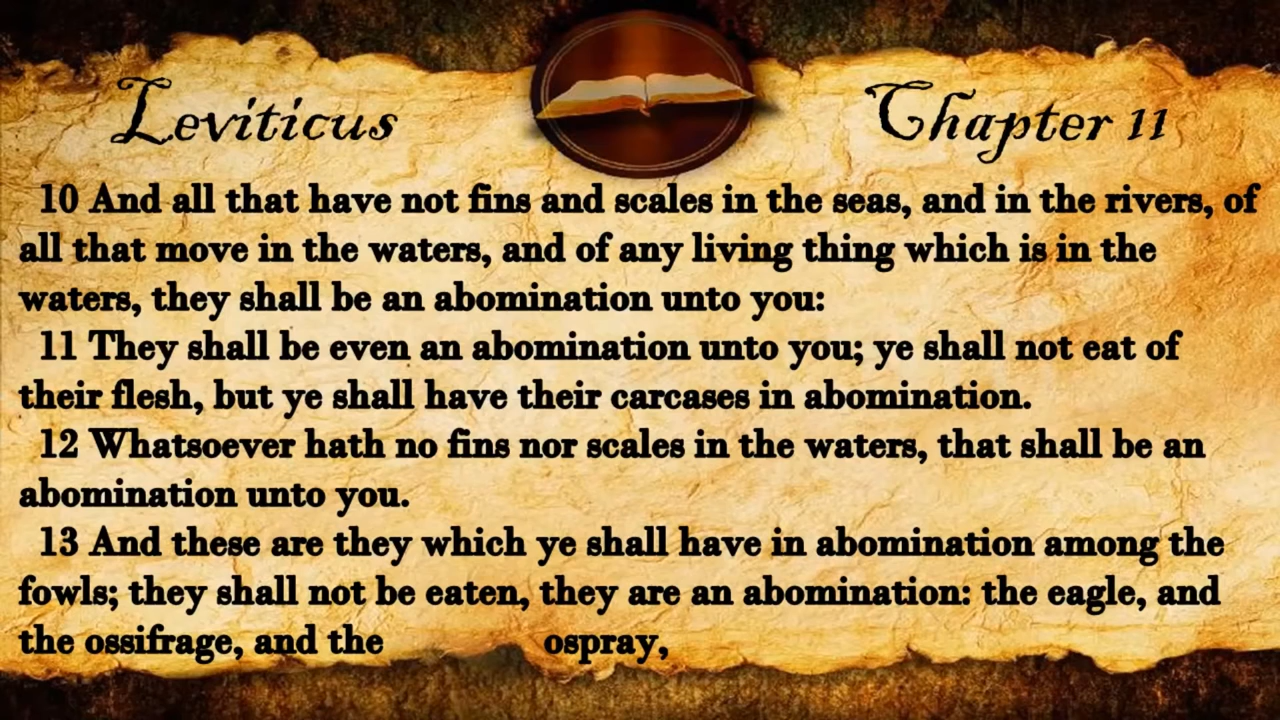 Leviticus Chapter 11
10 And all that have not fins and scales in the seas, and in the rivers, of
all that move in the waters, and of any living thing which is in the
waters, they shall be an abomination unto you:
11 They shall be even an abomination unto you; ye shall not eat of
their flesh, but ye shall have their carcases in abomination.
12 Whatsoever hath no fins nor scales in the waters, that shall be an
abomination unto you.
13 And these are they which ye shall have in abomination among the
fowls; they shall not be eaten, they are an abomination: the eagle, and
the ossifrage, and the ospray,